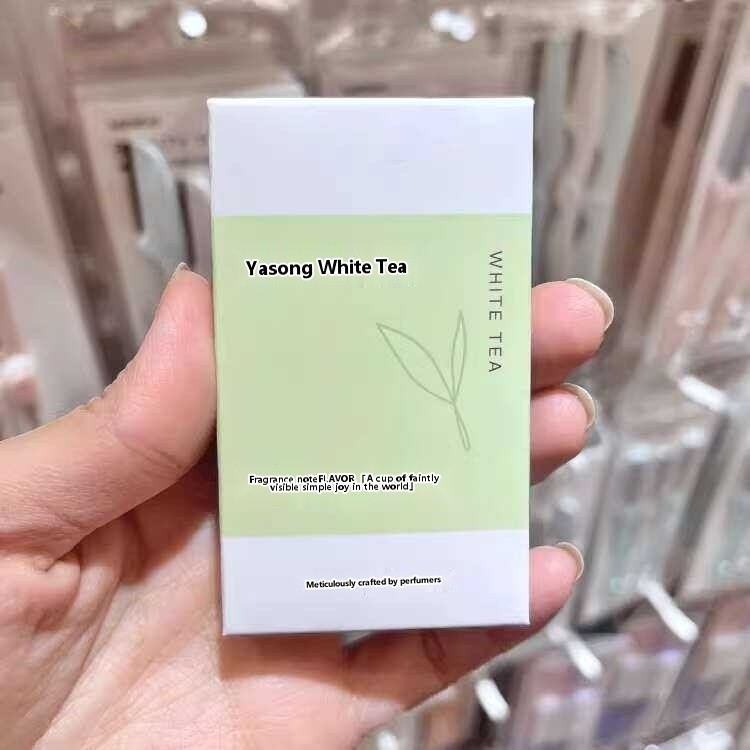 Yasong White Tea
WHITE TEA
Fragrance noteFLAVOR「A cup of faintly
visible simple joy in the world」
Meticulously crafted by perfumers